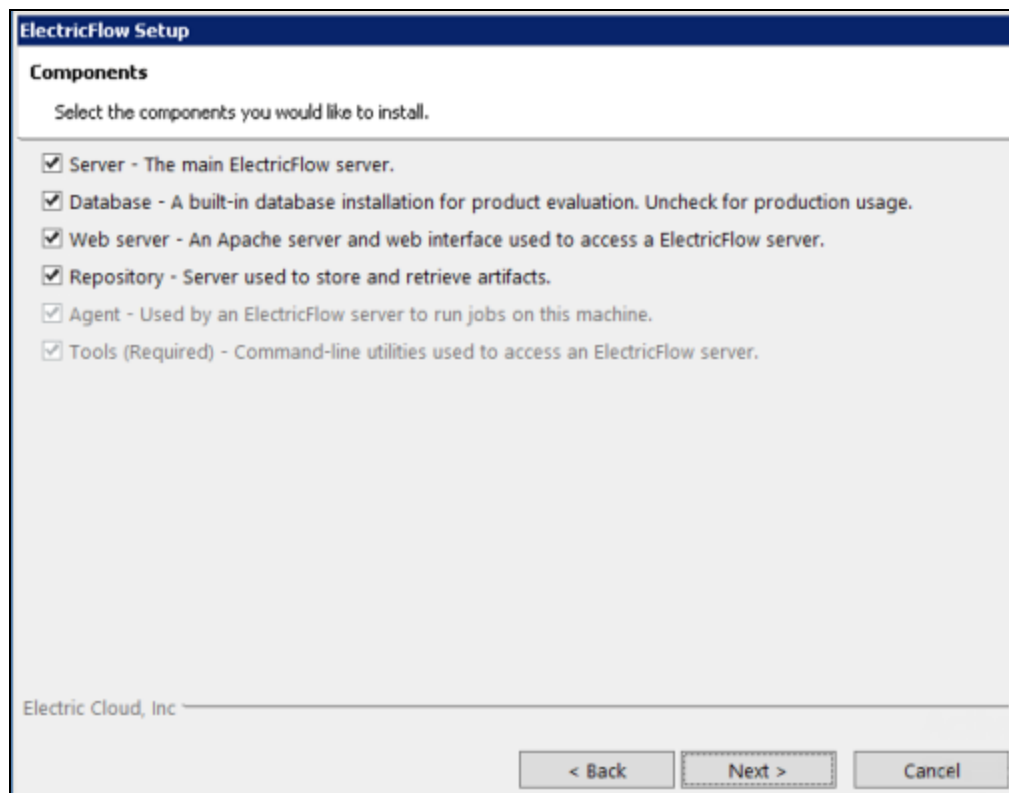 ElectricFlow Setup
Components
Select the components you would like to install.
Server - The main ElectricFlow server.
Database - A built-in database installation for product evaluation. Uncheck for production usage.
Web server - An Apache server and web interface used to access a ElectricFlow server.
Repository - Server used to store and retrieve artifacts.
Agent - Used by an ElectricFlow server to run jobs on this machine.
Tools (Required) - Command-line utilities used to access an ElectricFlow server.
Electric Cloud, Inc
< Back Next > Cancel